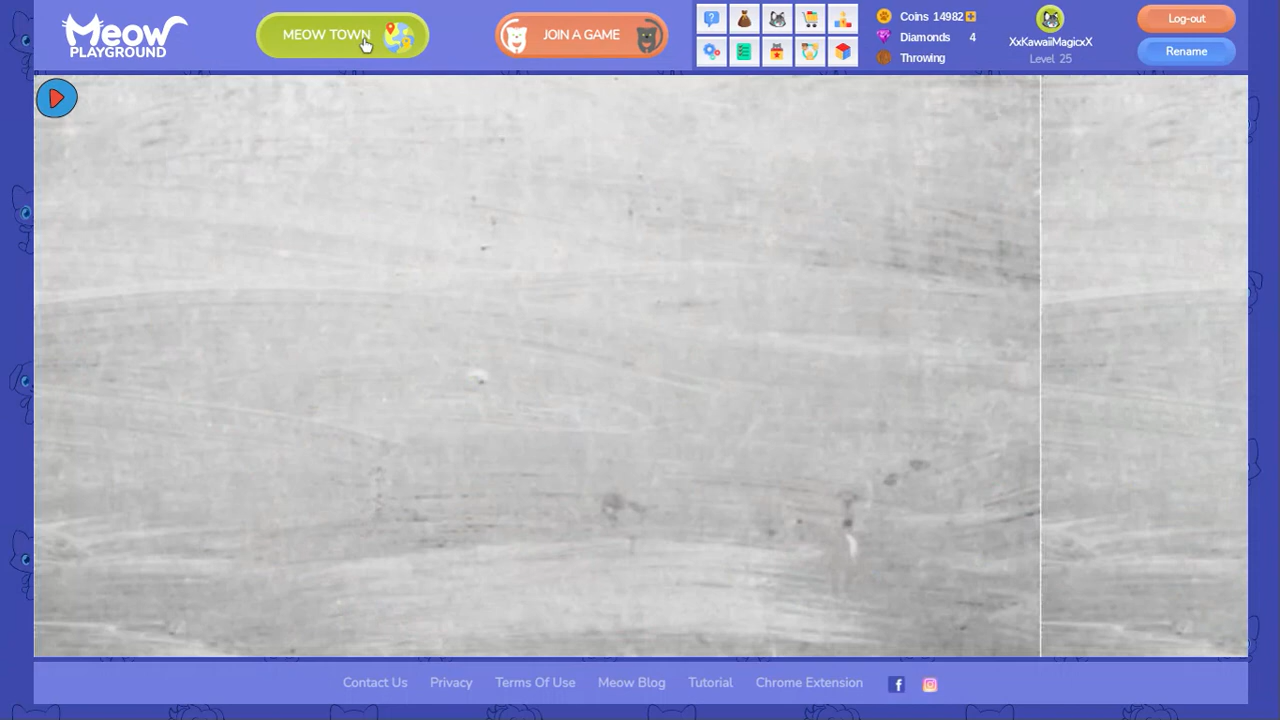 Meow
PLAYGROUND
MEOW TOWN
JOIN A GAME
Coins 14982
Diamonds 4
Throwing
XxKawaiiMagicxX
Level 25
Log-out
Rename
Contact Us Privacy Terms Of Use Meow Blog Tutorial Chrome Extension